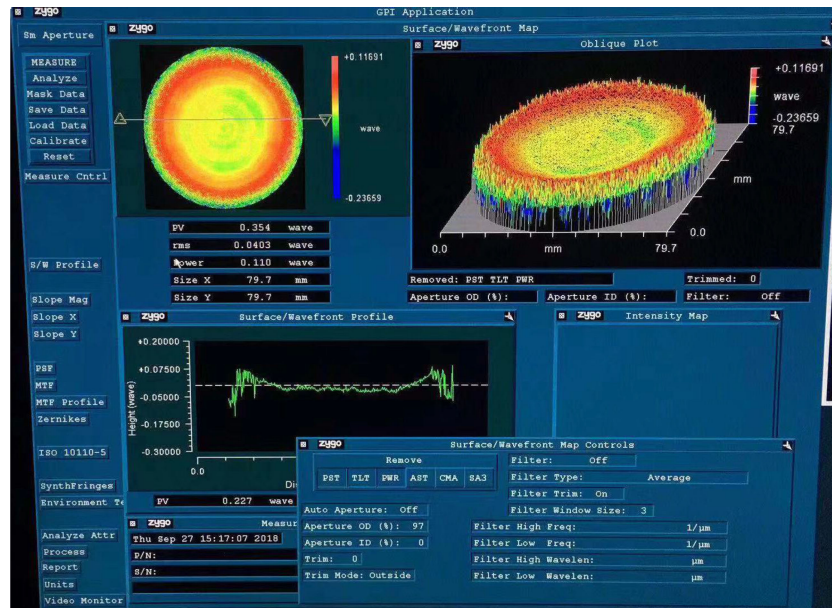 zygo GPI Application
Sm Aperture
MEASURE
Analyze
Mask Data
Save Data
Load Data
Calibrate
Reset
Measure Cntrl
S/W Profile
Slope Mag
Slope X
Slope Y
PSF
MTF
MTF Profile
Zernikes
ISO 10110-5
SynthFringes
Environment Te
Analyze Attr
Process
Report
Units
Video Monitor
zygo Surface/Wavefront Map
+0.11691
wave
-0.23659
PV 0.354 wave
rms 0.0403 wave
Power 0.110 wave
Size X 79.7 mm
Size Y 79.7 mm
zygo Oblique Plot
+0.11691
wave
-0.23659
79.7
mm
0.0
0.0 mm 79.7
Removed: PST TLT PWR
Trimmed: 0
Aperture OD (%):
Aperture ID (%):
Filter: Off
zygo Surface/Wavefront Profile
+0.20000
+0.07500
-0.05000
-0.17500
-0.30000
Height (wave)
0.0
Di
PV 0.227 wave
zygo Intensity Map
zygo Measur
Thu Sep 27 15:17:07 2018
P/N:
S/N:
zygo Surface/Wavefront Map Controls
Remove
PST TLT PWR AST CMA SA3
Filter: Off
Filter Type: Average
Filter Trim: On
Auto Aperture: Off
Filter Window Size: 3
Aperture OD (%): 97
Filter High Freq: 1/µm
Aperture ID (%): 0
Filter Low Freq: 1/µm
Trim: 0
Filter High Wavelen: µm
Trim Mode: Outside
Filter Low Wavelen: µm